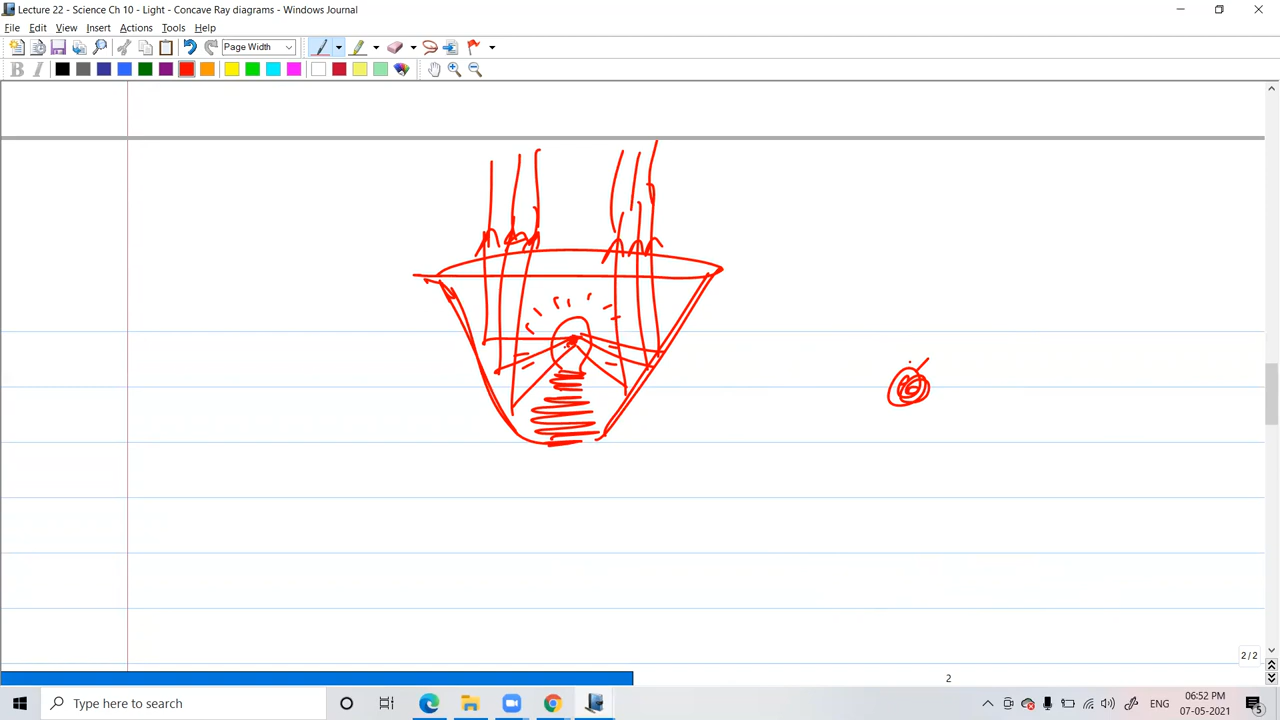 Lecture 22 - Science Ch 10 - Light - Concave Ray diagrams - Windows Journal
File Edit View Insert Actions Tools Help
Page Width
B I
2 / 2
2
Type here to search
ENG
06:52 PM
07-05-2021
5